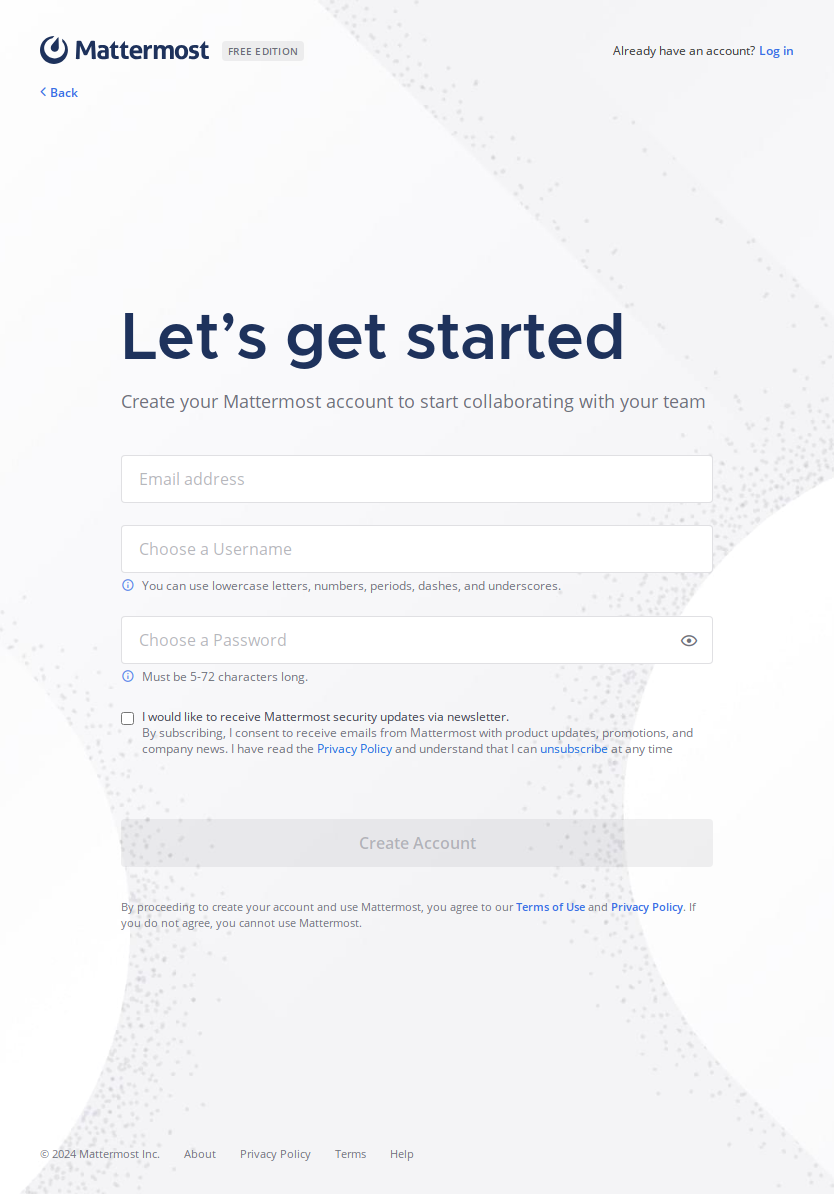 Mattermost FREE EDITION
Already have an account? Log in
Back
Let’s get started
Create your Mattermost account to start collaborating with your team
Email address
Choose a Username
You can use lowercase letters, numbers, periods, dashes, and underscores.
Choose a Password
Must be 5-72 characters long.
I would like to receive Mattermost security updates via newsletter.
By subscribing, I consent to receive emails from Mattermost with product updates, promotions, and
company news. I have read the Privacy Policy and understand that I can unsubscribe at any time
Create Account
By proceeding to create your account and use Mattermost, you agree to our Terms of Use and Privacy Policy. If
you do not agree, you cannot use Mattermost.
© 2024 Mattermost Inc. About Privacy Policy Terms Help